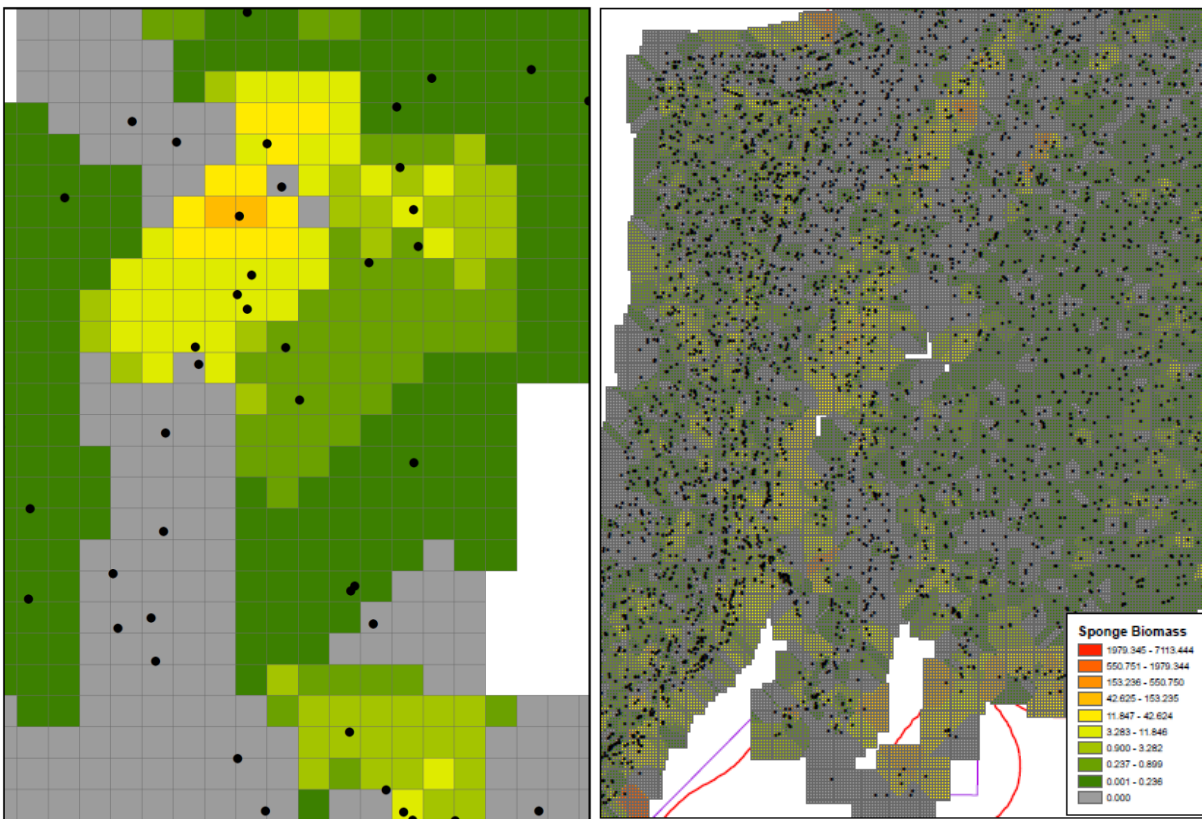 Sponge Biomass
1979.345 - 7113.444
550.751 - 1979.344
153.236 - 550.750
42.625 - 153.235
11.847 - 42.624
3.283 - 11.846
0.900 - 3.282
0.237 - 0.899
0.001 - 0.236
0.000